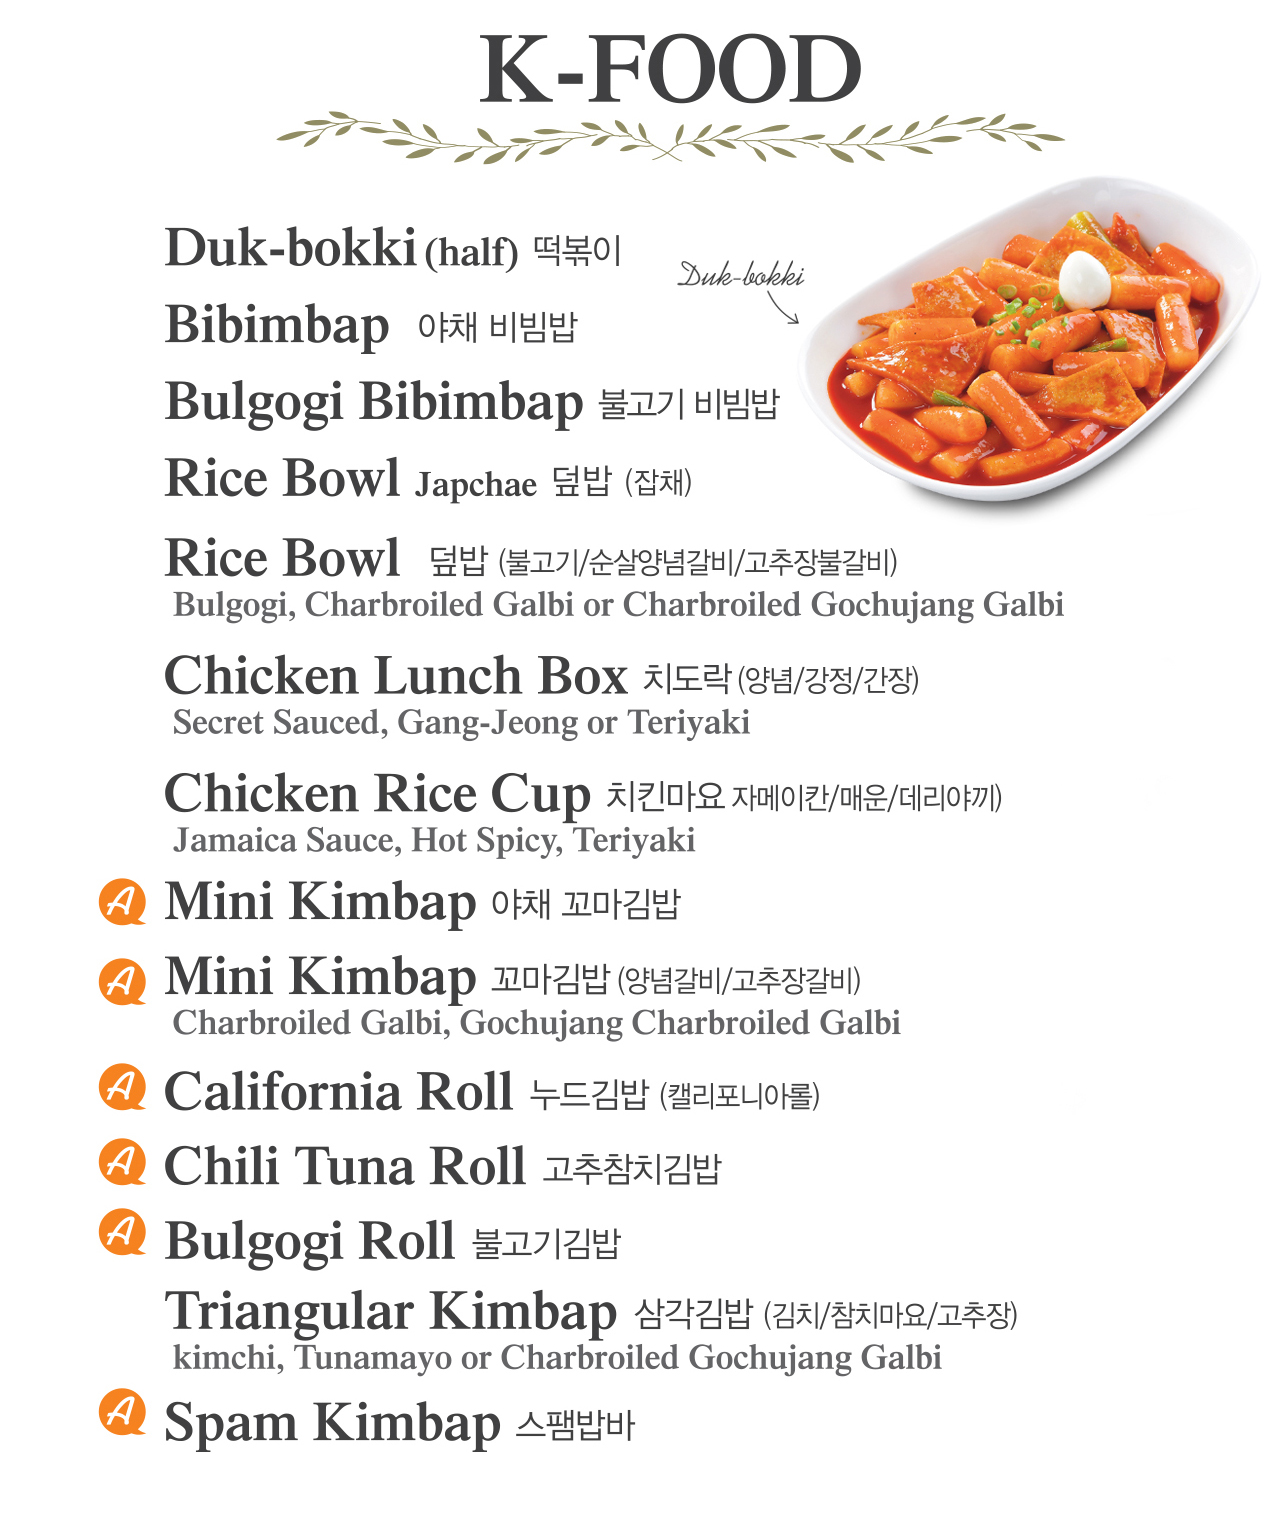 K-FOOD
Duk-bokki (half) 떡볶이
Duk-bokki
Bibimbap 야채 비빔밥
Bulgogi Bibimbap 불고기 비빔밥
Rice Bowl Japchae 덮밥 (잡채)
Rice Bowl 덮밥 (불고기/순살양념갈비/고추장불갈비)
Bulgogi, Charbroiled Galbi or Charbroiled Gochujang Galbi
Chicken Lunch Box 치도락 (양념/강정/간장)
Secret Sauced, Gang-Jeong or Teriyaki
Chicken Rice Cup 치킨마요 자메이칸/매운/데리야끼)
Jamaica Sauce, Hot Spicy, Teriyaki
A Mini Kimbap 야채 꼬마김밥
A Mini Kimbap 꼬마김밥 (양념갈비/고추장갈비)
Charbroiled Galbi, Gochujang Charbroiled Galbi
A California Roll 누드김밥 (캘리포니아롤)
A Chili Tuna Roll 고추참치김밥
A Bulgogi Roll 불고기김밥
Triangular Kimbap 삼각김밥 (김치/참치마요/고추장)
kimchi, Tunamayo or Charbroiled Gochujang Galbi
A Spam Kimbap 스팸밥바